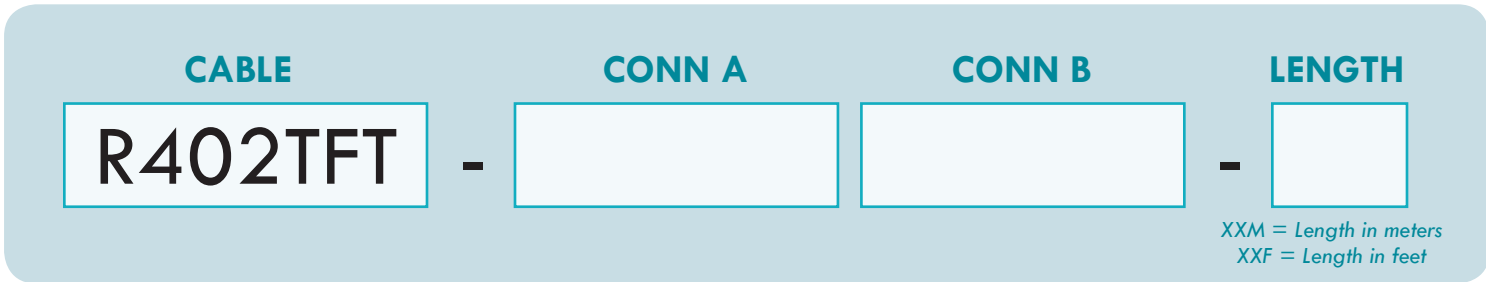 CABLE CONN A CONN B LENGTH
R402TFT - -
XXM = Length in meters
XXF = Length in feet